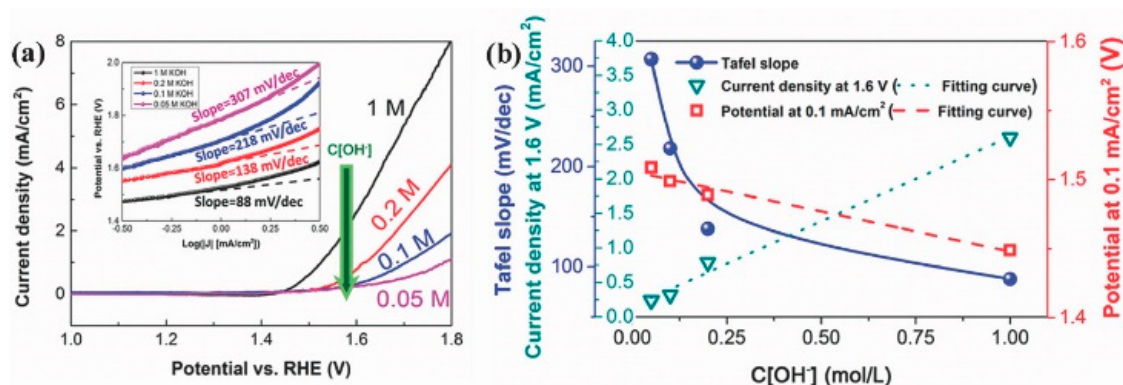 (a)
Current density (mA/cm²)
8
6
4
2
0
1.0
1.2
1.4
1.6
1.8
Potential vs. RHE (V)
1 M
0.2 M
0.1 M
0.05 M
C[OH⁻]
1 M KOH
0.2 M KOH
0.1 M KOH
0.05 M KOH
Slope=307 mV/dec
Slope=218 mV/dec
Slope=138 mV/dec
Slope=88 mV/dec
Potential vs. RHE (V)
2.0
1.8
1.6
1.4
-0.50
-0.25
0.00
0.25
0.50
Log(|J| [mA/cm²])
(b)
Tafel slope (mV/dec)
300
200
100
Current density at 1.6 V (mA/cm²)
4.0
3.5
3.0
2.5
2.0
1.5
1.0
0.5
0.0
Tafel slope
Current density at 1.6 V ( Fitting curve)
Potential at 0.1 mA/cm² ( Fitting curve)
0.00
0.25
0.50
0.75
1.00
C[OH⁻] (mol/L)
1.6
1.5
1.4
Potential at 0.1 mA/cm² (V)